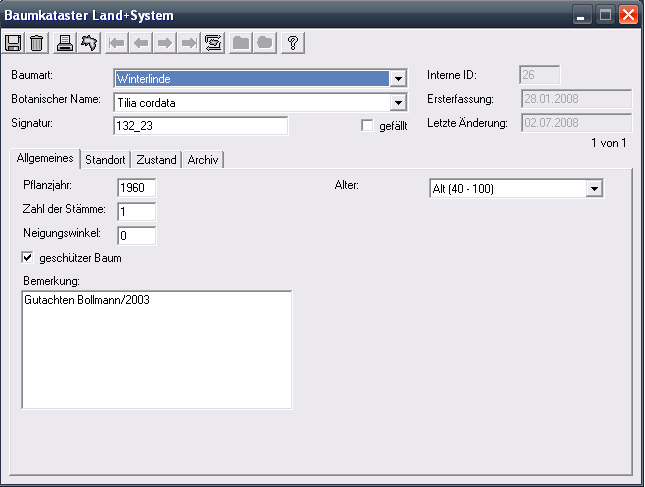 Baumkataster Land+System
?
Baumart: Winterlinde Interne ID: 26
Botanischer Name: Tilia cordata Ersterfassung: 28.01.2008
Signatur: 132_23 gefällt Letzte Änderung: 02.07.2008
1 von 1
Allgemeines Standort Zustand Archiv
Pflanzjahr: 1960 Alter: Alt (40 - 100)
Zahl der Stämme: 1
Neigungswinkel: 0
geschützer Baum
Bemerkung:
Gutachten Bollmann/2003